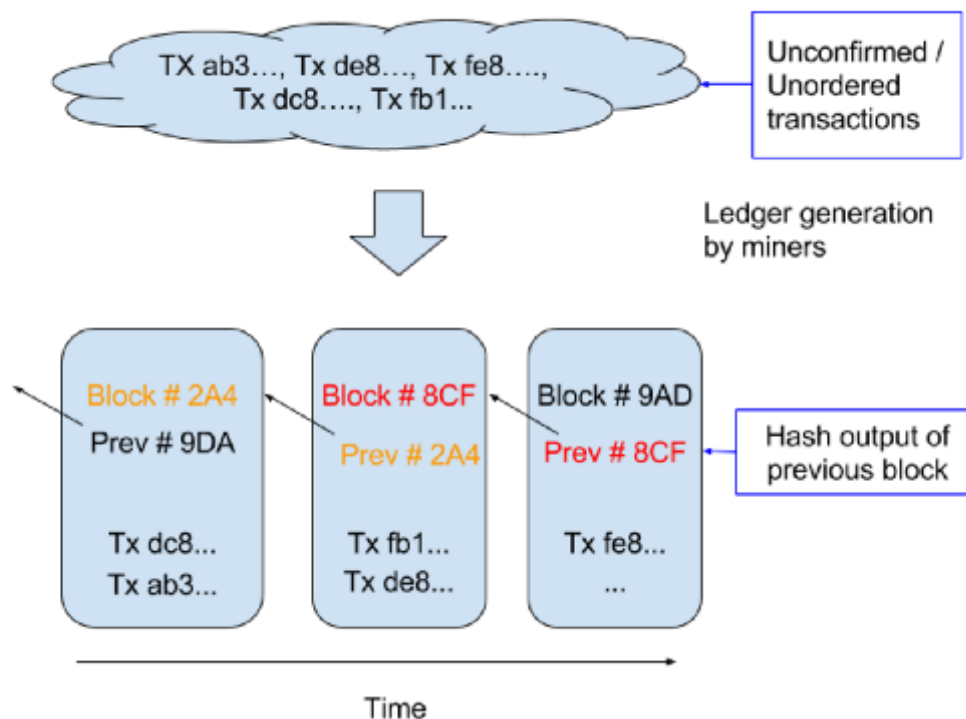 TX ab3..., Tx de8..., Tx fe8....,
Tx dc8...., Tx fb1...
Unconfirmed /
Unordered
transactions
Ledger generation
by miners
Block # 2A4
Prev # 9DA
Tx dc8...
Tx ab3...
Block # 8CF
Prev # 2A4
Tx fb1...
Tx de8...
Block # 9AD
Prev # 8CF
Tx fe8...
...
Hash output of
previous block
Time